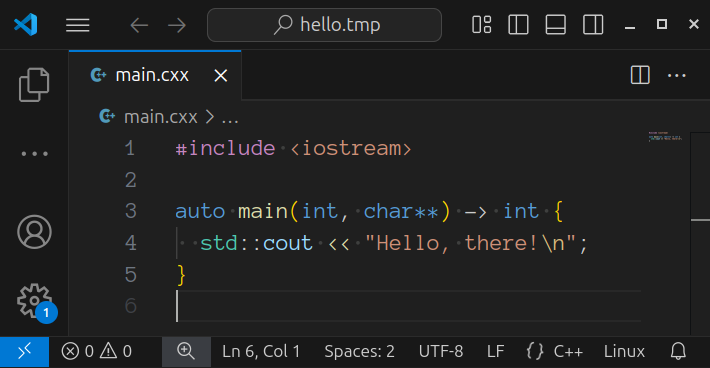 hello.tmp
main.cxx
main.cxx > ...
1 #include <iostream>
2
3 auto main(int, char**) -> int {
4   std::cout << "Hello, there!\n";
5 }
6
1
0 0 Ln 6, Col 1 Spaces: 2 UTF-8 LF {} C++ Linux